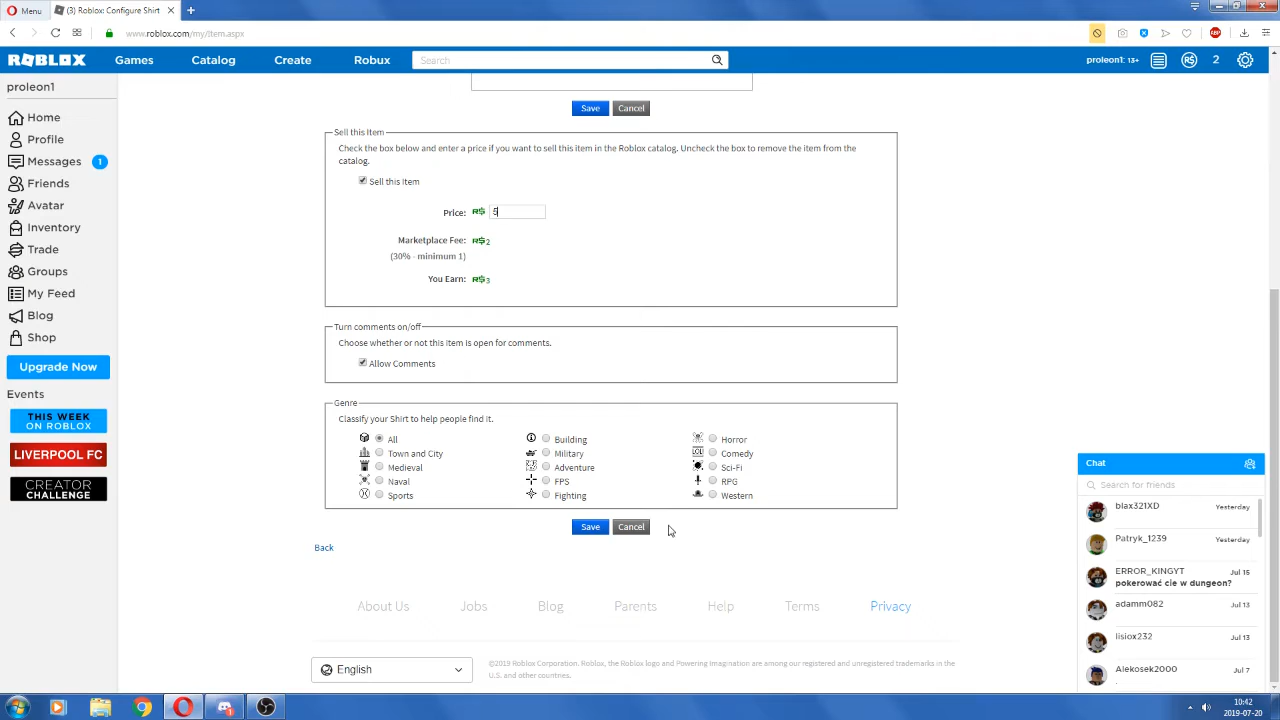 Menu
(3) Roblox: Configure Shirt
www.roblox.com/my/Item.aspx
ABP
ROBLOX
Games
Catalog
Create
Robux
Search
proleon1: 13+
R$
2
proleon1
Home
Profile
Messages
1
Friends
Avatar
Inventory
Trade
Groups
My Feed
Blog
Shop
Upgrade Now
Events
THIS WEEK
ON ROBLOX
LIVERPOOL FC
CREATOR
CHALLENGE
Save
Cancel
Sell this Item
Check the box below and enter a price if you want to sell this item in the Roblox catalog. Uncheck the box to remove the item from the
catalog.
Sell this Item
Price: R$ 5
Marketplace Fee: R$2
(30% - minimum 1)
You Earn: R$3
Turn comments on/off
Choose whether or not this item is open for comments.
Allow Comments
Genre
Classify your Shirt to help people find it.
All
Town and City
Medieval
Naval
Sports
Building
Military
Adventure
FPS
Fighting
Horror
LOL
Comedy
Sci-Fi
RPG
Western
Save
Cancel
Back
About Us
Jobs
Blog
Parents
Help
Terms
Privacy
English
©2019 Roblox Corporation. Roblox, the Roblox logo and Powering Imagination are among our registered and unregistered trademarks in the
U.S. and other countries.
Chat
Search for friends
blax321XD
Yesterday
Patryk_1239
Yesterday
ERROR_KINGYT
Jul 15
pokerować cie w dungeon?
adamm082
Jul 13
lisiox232
Jul 13
Alekosek2000
Jul 7
.
10:42
2019-07-20